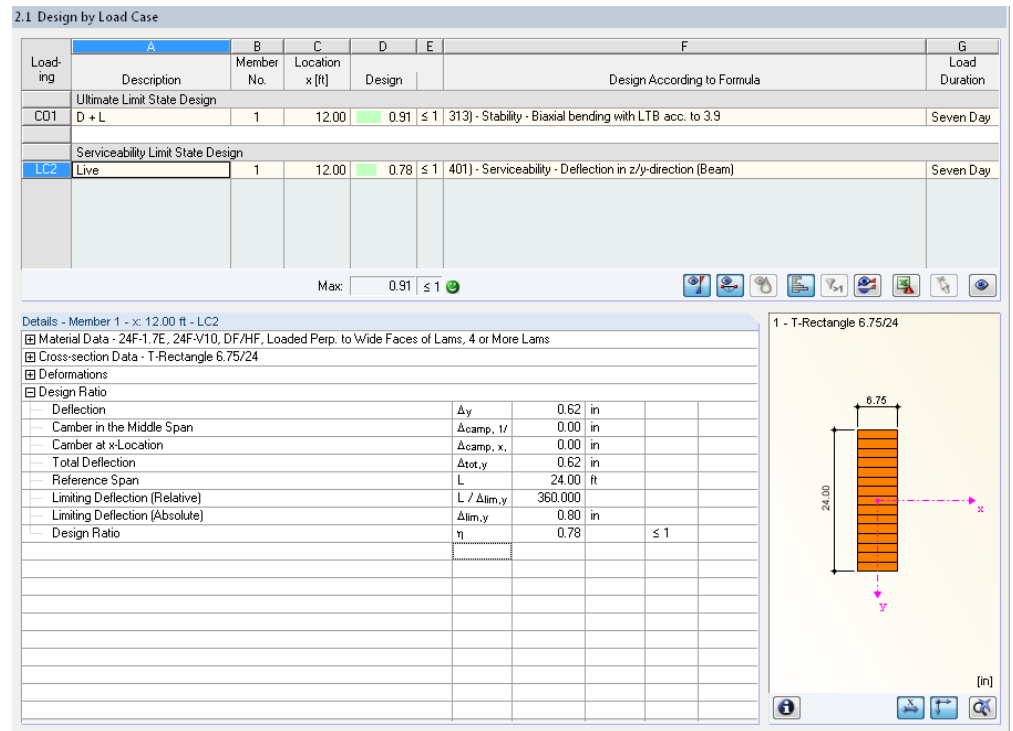 2.1 Design by Load Case
A B C D E F G
Load- Member Location Load
ing Description No. x [ft] Design Design According to Formula Duration
Ultimate Limit State Design
CO1 D + L 1 12.00 0.91 ≤ 1 313) - Stability - Biaxial bending with LTB acc. to 3.9 Seven Day
Serviceability Limit State Design
LC2 Live 1 12.00 0.78 ≤ 1 401) - Serviceability - Deflection in z/y-direction (Beam) Seven Day
Max: 0.91 ≤ 1
Details - Member 1 - x: 12.00 ft - LC2
Material Data - 24F-1.7E, 24F-V10, DF/HF, Loaded Perp. to Wide Faces of Lams, 4 or More Lams
Cross-section Data - T-Rectangle 6.75/24
Deformations
Design Ratio
Deflection Δy 0.62 in
Camber in the Middle Span Δcamp, 1/ 0.00 in
Camber at x-Location Δcamp, x, 0.00 in
Total Deflection Δtot,y 0.62 in
Reference Span L 24.00 ft
Limiting Deflection (Relative) L / Δlim,y 360.000
Limiting Deflection (Absolute) Δlim,y 0.80 in
Design Ratio η 0.78 ≤ 1
1 - T-Rectangle 6.75/24
6.75
24.00
x
y
[in]